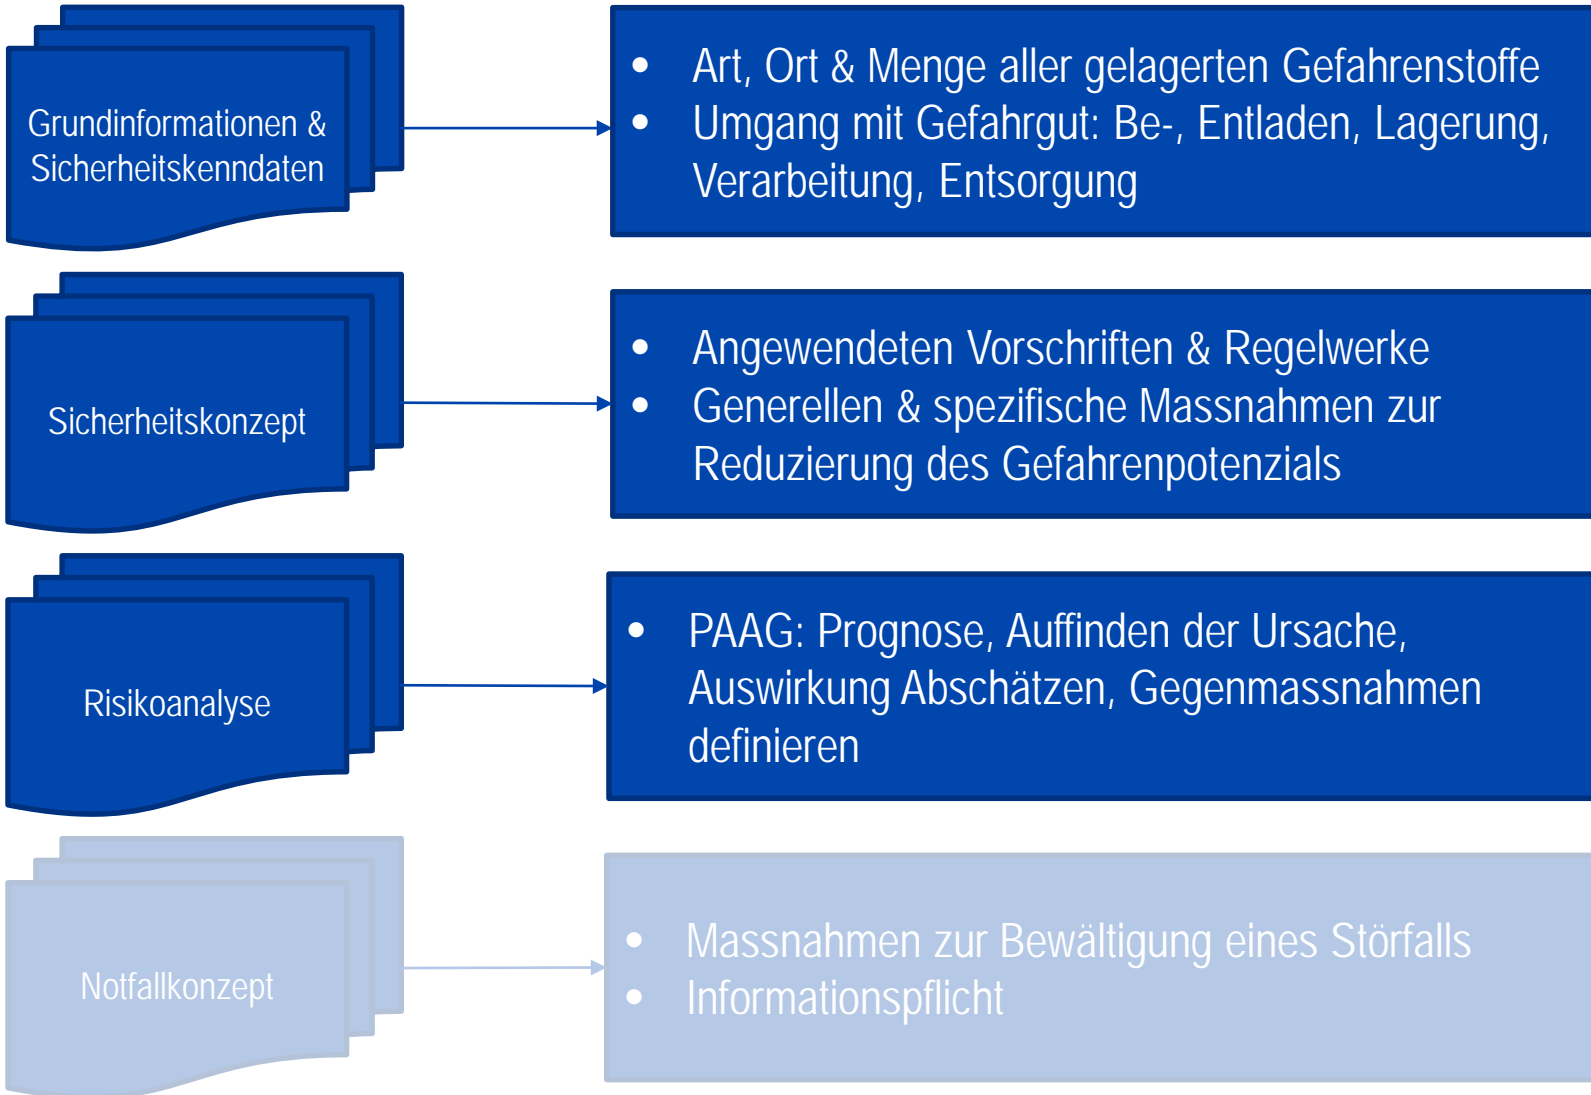 Grundinformationen &
Sicherheitskenndaten
• Art, Ort & Menge aller gelagerten Gefahrenstoffe
• Umgang mit Gefahrgut: Be-, Entladen, Lagerung,
Verarbeitung, Entsorgung
Sicherheitskonzept
• Angewendeten Vorschriften & Regelwerke
• Generellen & spezifische Massnahmen zur
Reduzierung des Gefahrenpotenzials
Risikoanalyse
• PAAG: Prognose, Auffinden der Ursache,
Auswirkung Abschätzen, Gegenmassnahmen
definieren
Notfallkonzept
• Massnahmen zur Bewältigung eines Störfalls
• Informationspflicht